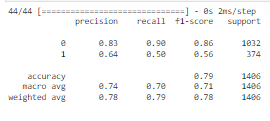 44/44 [==============================] - 0s 2ms/step
precision recall f1-score support
0 0.83 0.90 0.86 1032
1 0.64 0.50 0.56 374
accuracy 0.79 1406
macro avg 0.74 0.70 0.71 1406
weighted avg 0.78 0.79 0.78 1406